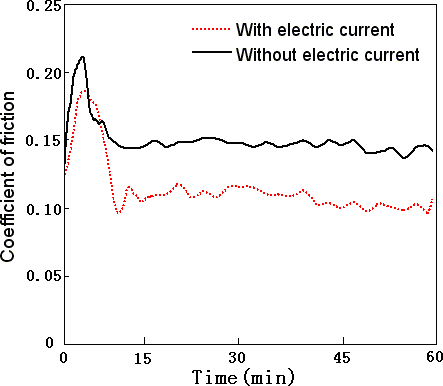 0.25
With electric current
Without electric current
0.20
0.15
0.10
0.05
0
Coefficient of friction
0 15 30 45 60
Time(min)